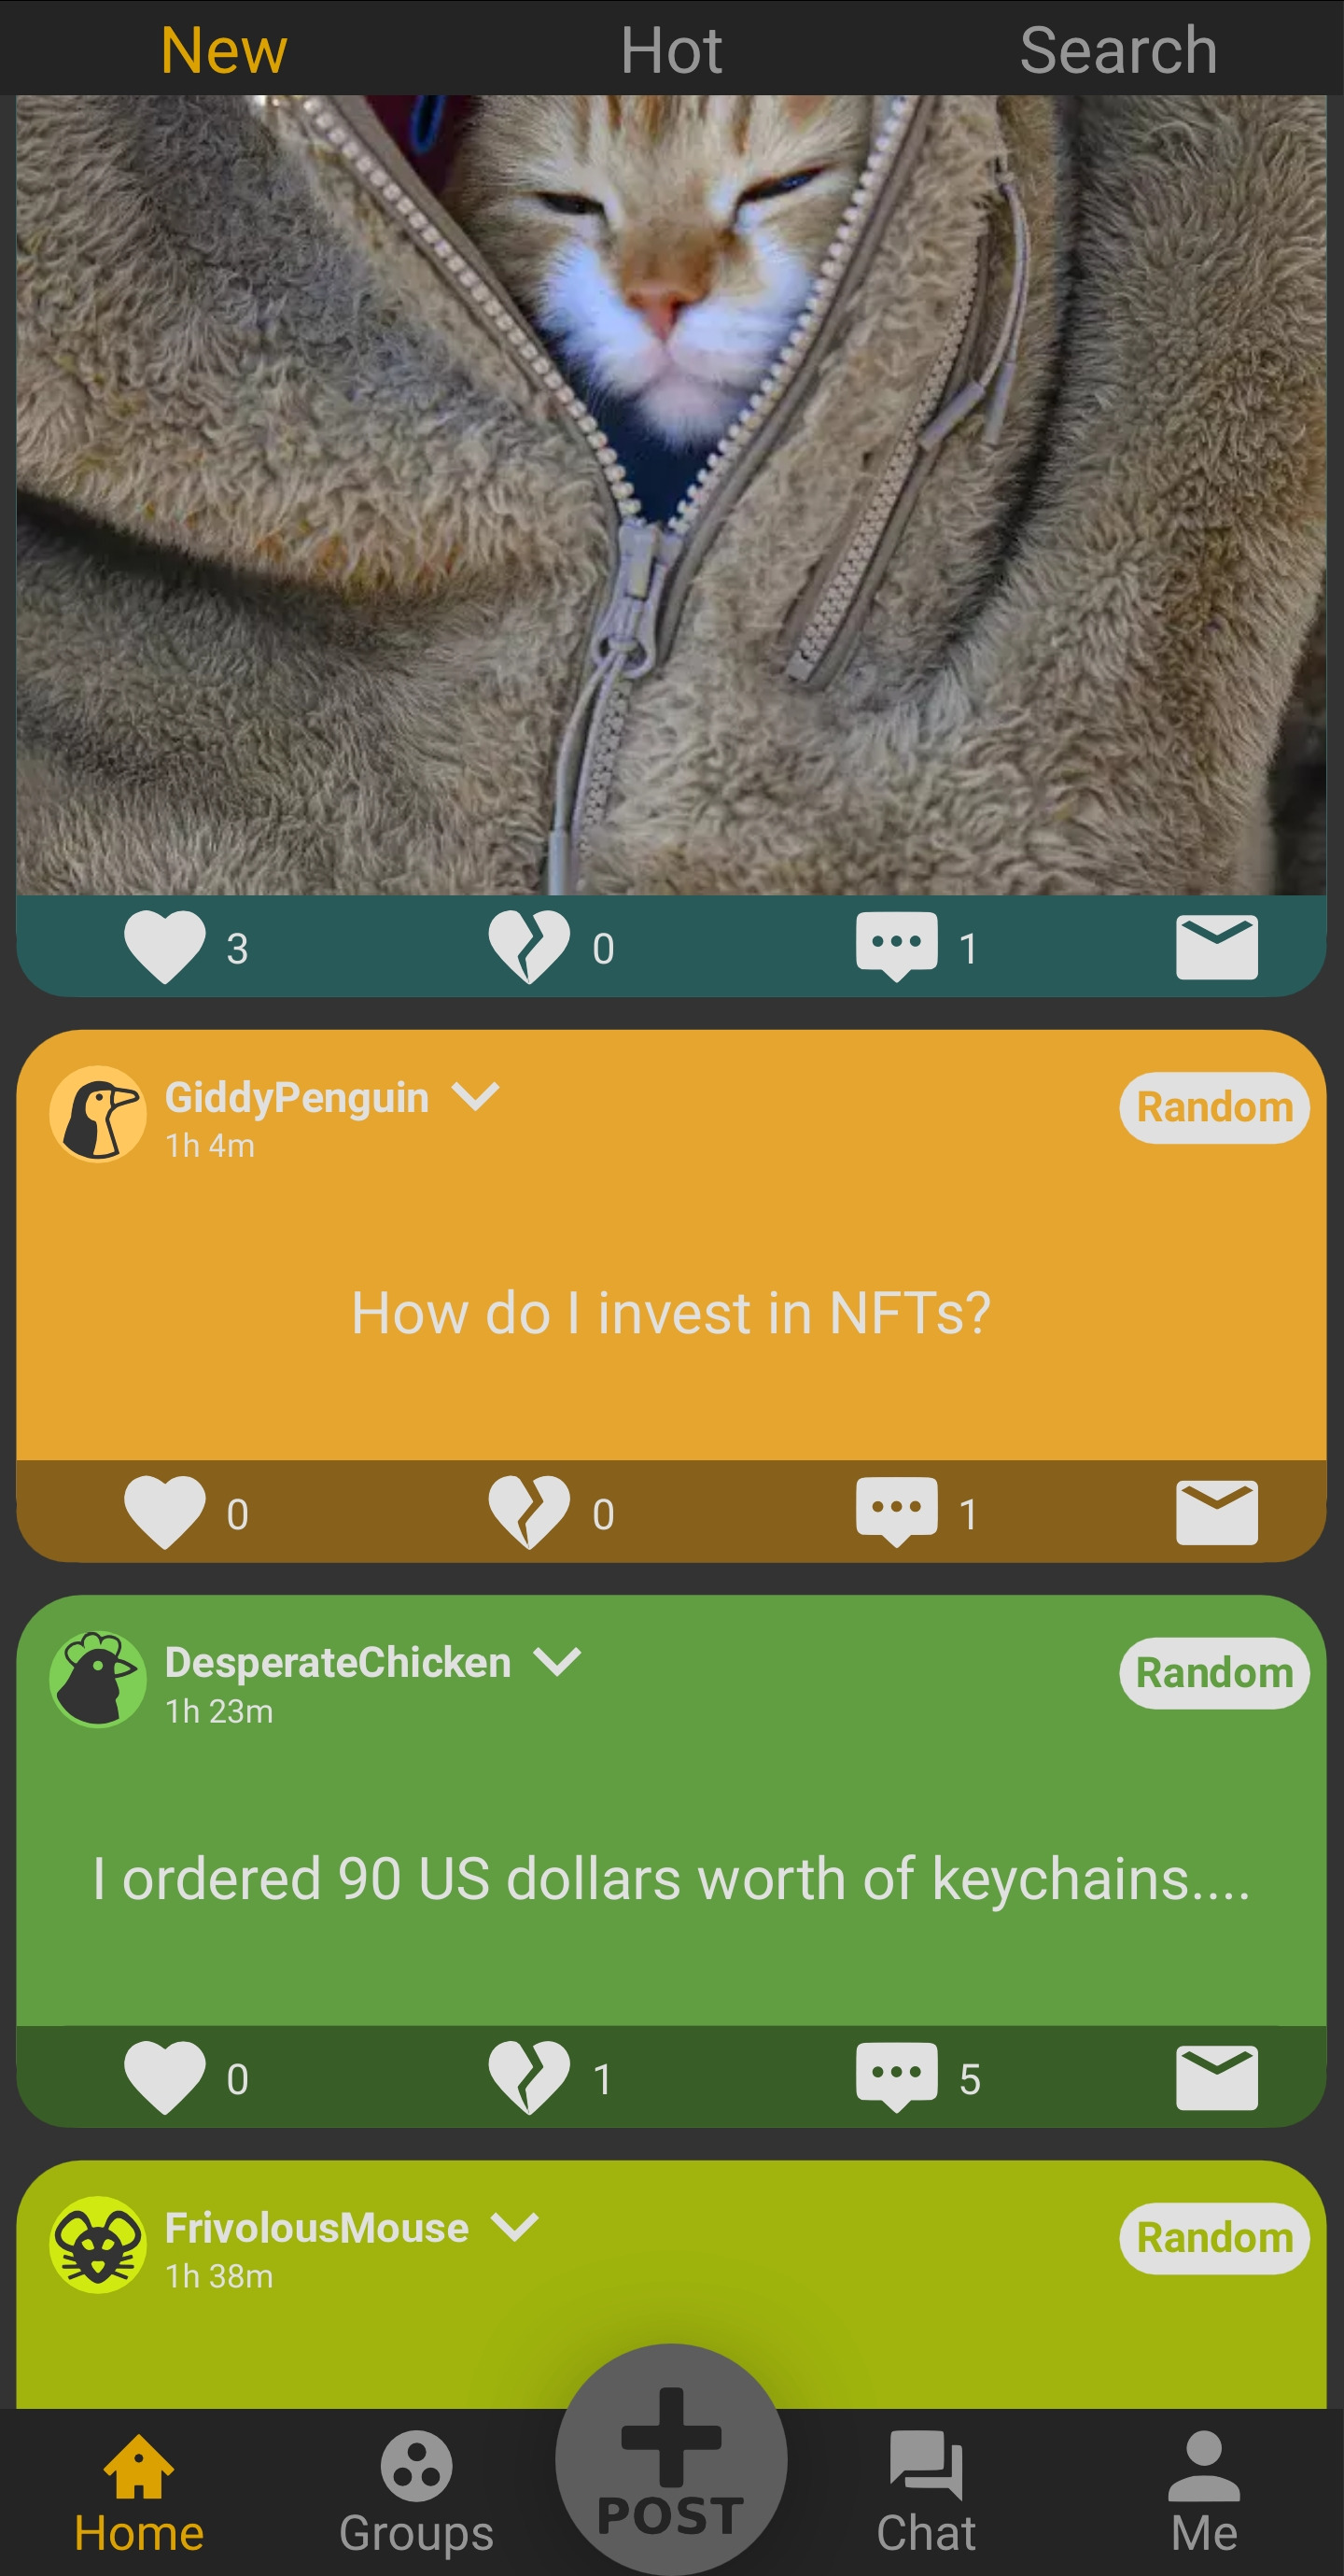 New Hot Search
3 0 1
GiddyPenguin
1h 4m
Random
How do I invest in NFTs?
0 0 1
DesperateChicken
1h 23m
Random
I ordered 90 US dollars worth of keychains....
0 1 5
FrivolousMouse
1h 38m
Random
POST
Home Groups Chat Me